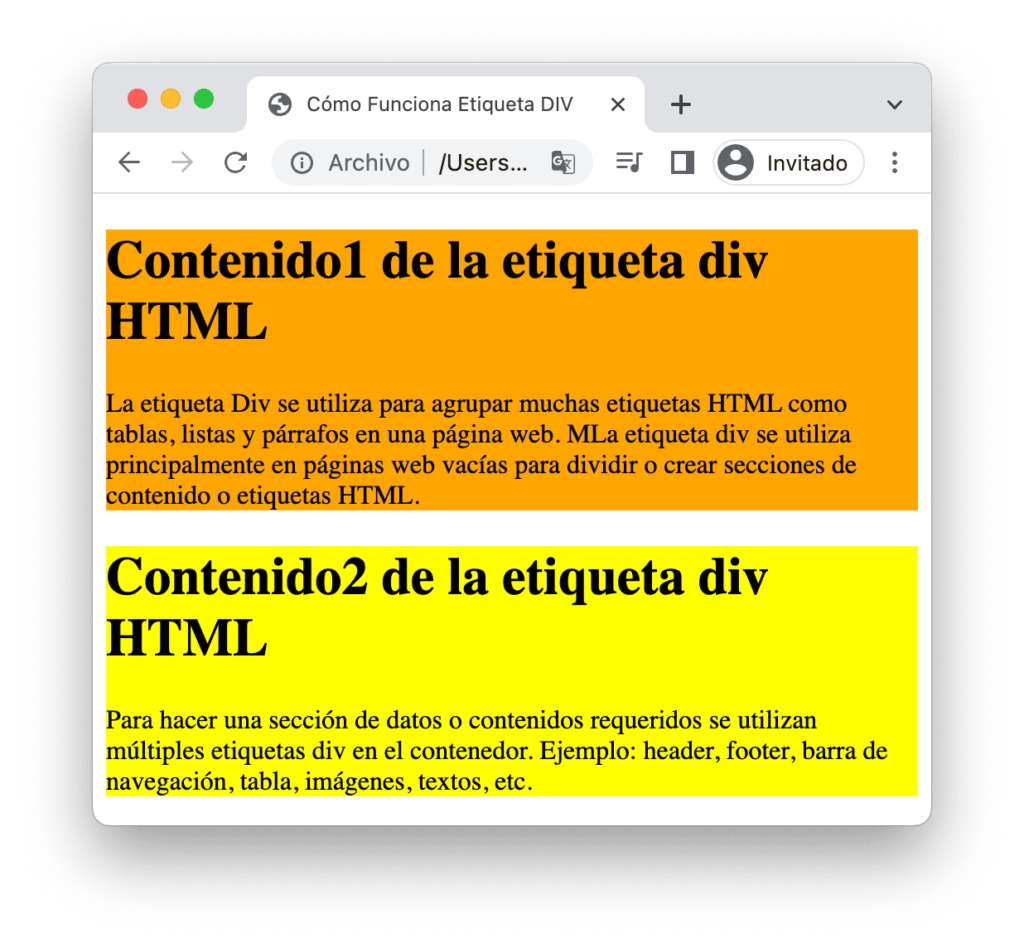 Cómo Funciona Etiqueta DIV
Archivo /Users... Invitado
Contenido1 de la etiqueta div
HTML
La etiqueta Div se utiliza para agrupar muchas etiquetas HTML como
tablas, listas y párrafos en una página web. MLa etiqueta div se utiliza
principalmente en páginas web vacías para dividir o crear secciones de
contenido o etiquetas HTML.
Contenido2 de la etiqueta div
HTML
Para hacer una sección de datos o contenidos requeridos se utilizan
múltiples etiquetas div en el contenedor. Ejemplo: header, footer, barra de
navegación, tabla, imágenes, textos, etc.